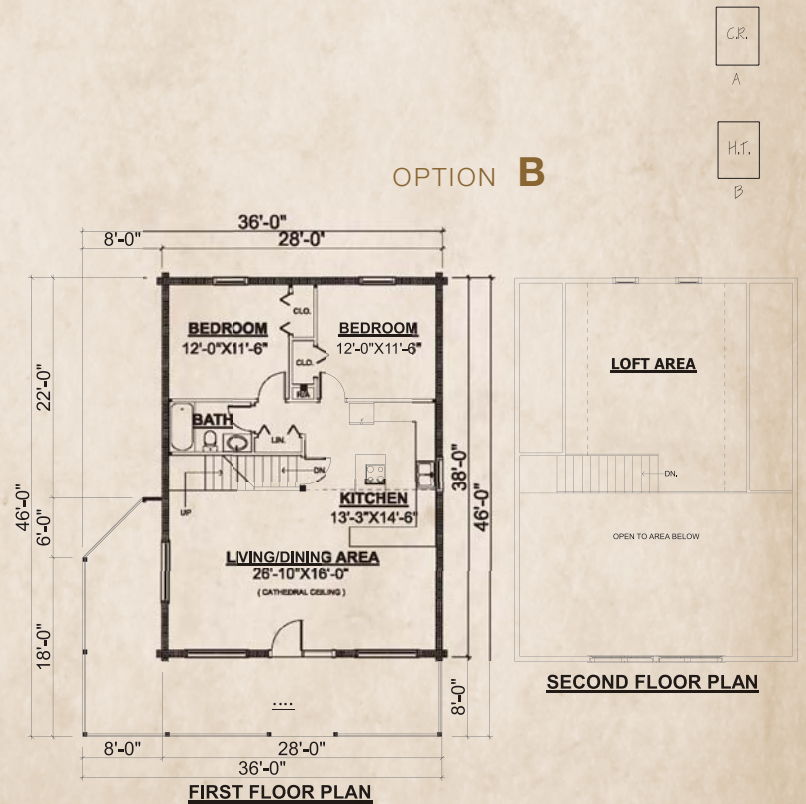 C.R.
A
H.T.
B
OPTION B
36'-0"
8'-0"
28'-0"
CLO.
BEDROOM
12'-0"X11'-6"
BEDROOM
12'-0"X11'-6"
CLO.
22'-0"
BATH
LIN.
DN.
UP
KITCHEN
13'-3"X14'-6"
38'-0"
46'-0"
46'-0"
6'-0"
LIVING/DINING AREA
26'-10"X16'-0"
( CATHEDRAL CEILING )
18'-0"
....
8'-0"
8'-0"
28'-0"
36'-0"
FIRST FLOOR PLAN
LOFT AREA
DN.
OPEN TO AREA BELOW
SECOND FLOOR PLAN